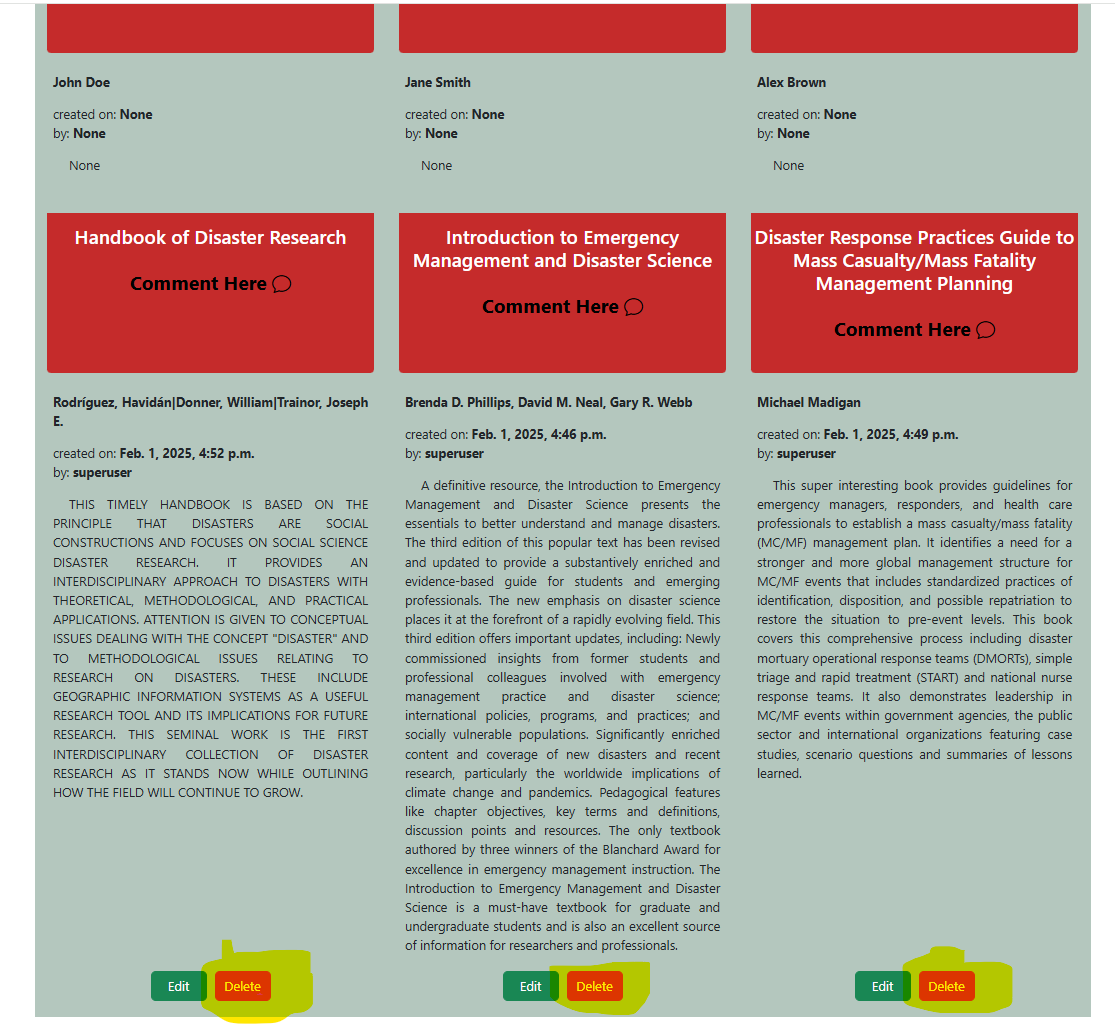 John Doe
created on: None
by: None
None
Jane Smith
created on: None
by: None
None
Alex Brown
created on: None
by: None
None
Handbook of Disaster Research
Comment Here
Rodríguez, Havidán|Donner, William|Trainor, Joseph
E.
created on: Feb. 1, 2025, 4:52 p.m.
by: superuser
THIS TIMELY HANDBOOK IS BASED ON THE
PRINCIPLE THAT DISASTERS ARE SOCIAL
CONSTRUCTIONS AND FOCUSES ON SOCIAL SCIENCE
DISASTER RESEARCH. IT PROVIDES AN
INTERDISCIPLINARY APPROACH TO DISASTERS WITH
THEORETICAL, METHODOLOGICAL, AND PRACTICAL
APPLICATIONS. ATTENTION IS GIVEN TO CONCEPTUAL
ISSUES DEALING WITH THE CONCEPT "DISASTER" AND
TO METHODOLOGICAL ISSUES RELATING TO
RESEARCH ON DISASTERS. THESE INCLUDE
GEOGRAPHIC INFORMATION SYSTEMS AS A USEFUL
RESEARCH TOOL AND ITS IMPLICATIONS FOR FUTURE
RESEARCH. THIS SEMINAL WORK IS THE FIRST
INTERDISCIPLINARY COLLECTION OF DISASTER
RESEARCH AS IT STANDS NOW WHILE OUTLINING
HOW THE FIELD WILL CONTINUE TO GROW.
Edit Delete
Introduction to Emergency
Management and Disaster Science
Comment Here
Brenda D. Phillips, David M. Neal, Gary R. Webb
created on: Feb. 1, 2025, 4:46 p.m.
by: superuser
A definitive resource, the Introduction to Emergency
Management and Disaster Science presents the
essentials to better understand and manage disasters.
The third edition of this popular text has been revised
and updated to provide a substantively enriched and
evidence-based guide for students and emerging
professionals. The new emphasis on disaster science
places it at the forefront of a rapidly evolving field. This
third edition offers important updates, including: Newly
commissioned insights from former students and
professional colleagues involved with emergency
management practice and disaster science;
international policies, programs, and practices; and
socially vulnerable populations. Significantly enriched
content and coverage of new disasters and recent
research, particularly the worldwide implications of
climate change and pandemics. Pedagogical features
like chapter objectives, key terms and definitions,
discussion points and resources. The only textbook
authored by three winners of the Blanchard Award for
excellence in emergency management instruction. The
Introduction to Emergency Management and Disaster
Science is a must-have textbook for graduate and
undergraduate students and is also an excellent source
of information for researchers and professionals.
Edit Delete
Disaster Response Practices Guide to
Mass Casualty/Mass Fatality
Management Planning
Comment Here
Michael Madigan
created on: Feb. 1, 2025, 4:49 p.m.
by: superuser
This super interesting book provides guidelines for
emergency managers, responders, and health care
professionals to establish a mass casualty/mass fatality
(MC/MF) management plan. It identifies a need for a
stronger and more global management structure for
MC/MF events that includes standardized practices of
identification, disposition, and possible repatriation to
restore the situation to pre-event levels. This book
covers this comprehensive process including disaster
mortuary operational response teams (DMORTs), simple
triage and rapid treatment (START) and national nurse
response teams. It also demonstrates leadership in
MC/MF events within government agencies, the public
sector and international organizations featuring case
studies, scenario questions and summaries of lessons
learned.
Edit Delete